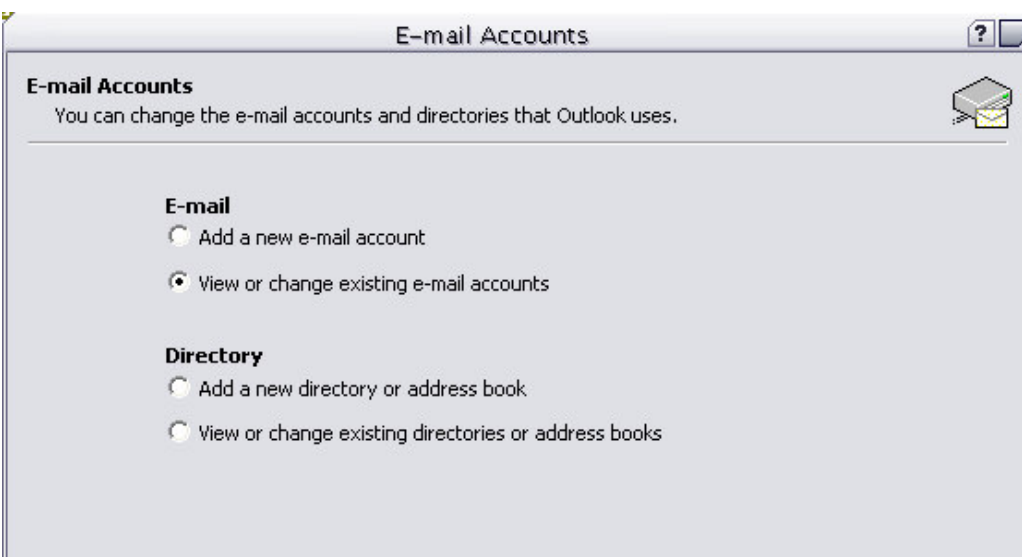 E-mail Accounts
?
E-mail Accounts
You can change the e-mail accounts and directories that Outlook uses.
E-mail
Add a new e-mail account
View or change existing e-mail accounts
Directory
Add a new directory or address book
View or change existing directories or address books